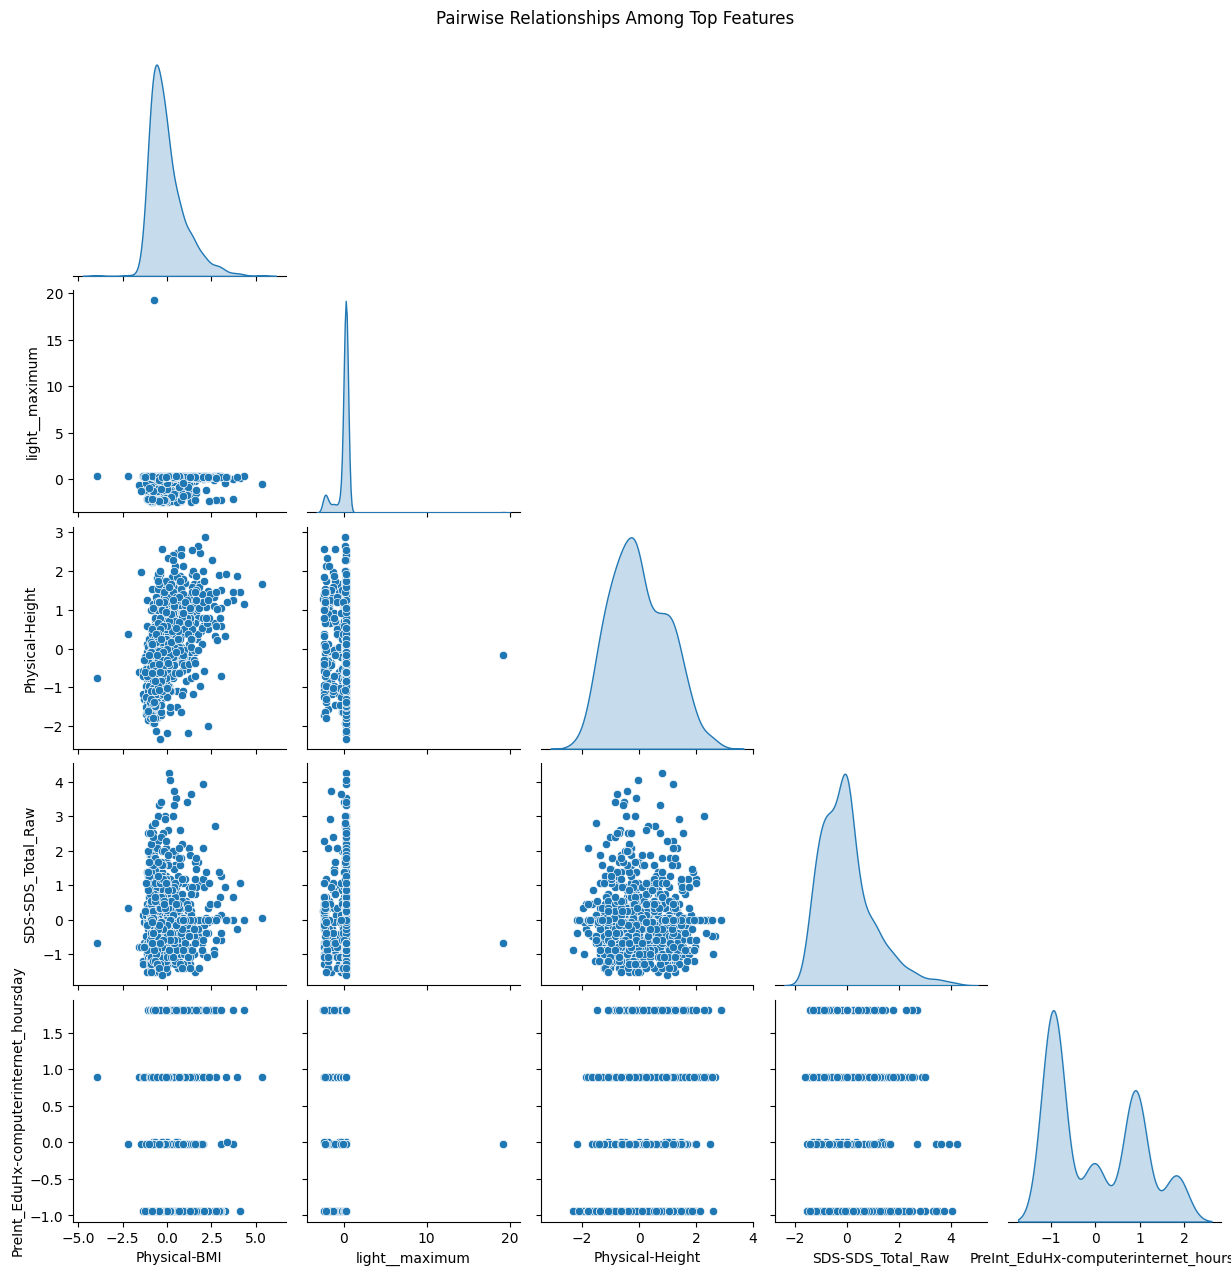 Pairwise Relationships Among Top Features
20
15
10
5
0
light__maximum
3
2
1
0
−1
−2
Physical-Height
4
3
2
1
0
−1
SDS-SDS_Total_Raw
1.5
1.0
0.5
0.0
−0.5
−1.0
PreInt_EduHx-computerinternet_hoursday
−5.0 −2.5 0.0 2.5 5.0
Physical-BMI
0 10 20
light__maximum
−2 0 2 4
Physical-Height
−2 0 2 4
SDS-SDS_Total_Raw
−1 0 1 2
PreInt_EduHx-computerinternet_hours